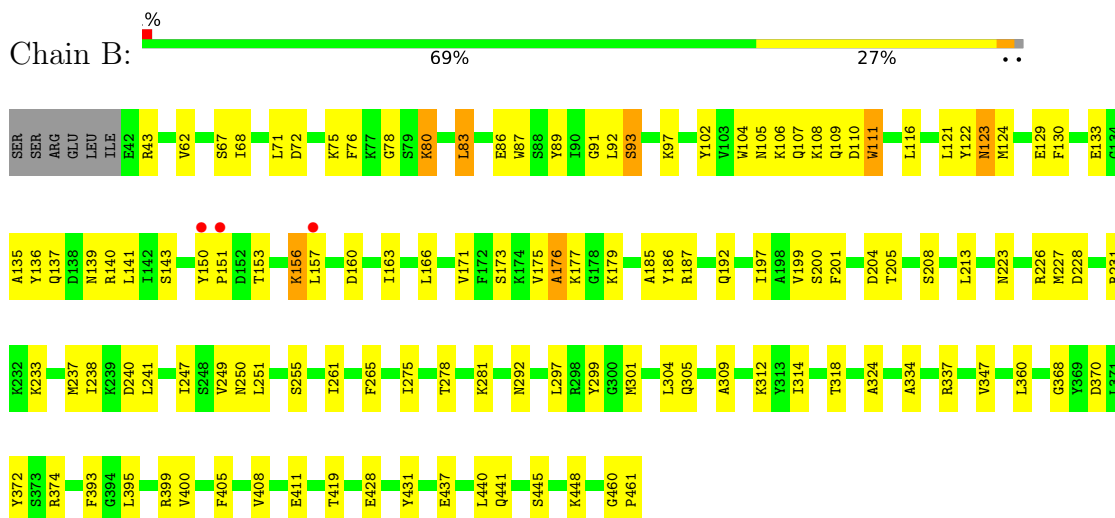 %
Chain B:
69% 27% • •
SER SER ARG GLU LEU ILE E42 R43 V62 S67 I68 L71 D72 K75 F76 K77 G78 S79 K80 L83 E86 W87 S88 Y89 I90 G91 L92 S93 K97 Y102 V103 W104 N105 K106 Q107 K108 Q109 D110 W111 L116 L121 Y122 N123 M124 E129 F130 E133 G134
A135 Y136 Q137 D138 N139 R140 L141 I142 S143 Y150 P151 D152 T153 K156 L157 D160 I163 L166 V171 F172 S173 K174 V175 A176 K177 G178 K179 A185 Y186 R187 Q192 I197 A198 V199 S200 F201 D204 T205 S208 L213 N223 R226 M227 D228
K232 K233 M237 I238 K239 D240 L241 I247 S248 V249 N250 L251 S255 I261 F265 I275 T278 K281 N292 L297 R298 Y299 G300 M301 L304 Q305 A309 K312 Y313 I314 T318 A324 A334 R337 V347 L360 G368 Y369 D370
Y372 S373 R374 F393 G394 L395 R399 V400 F405 V408 E411 T419 E428 Y431 E437 L440 Q441 S445 K448 G460 P461